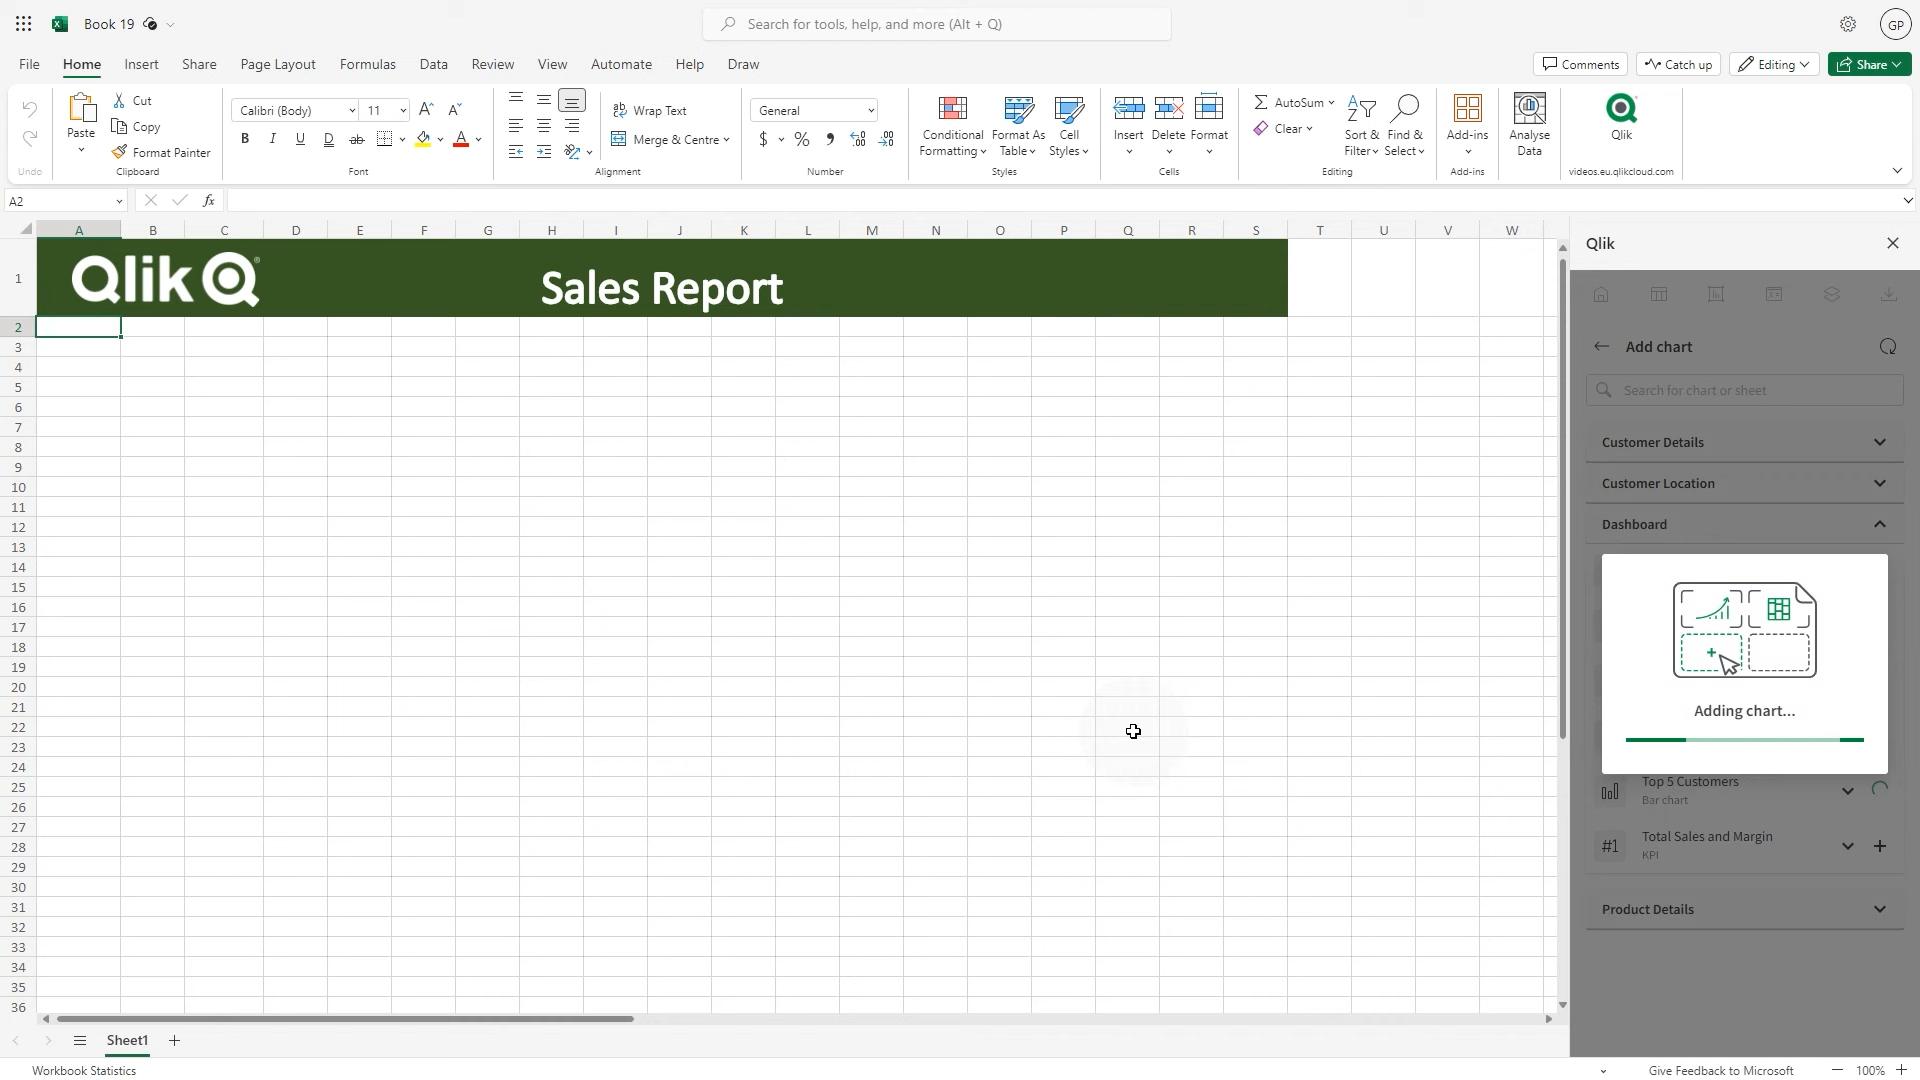 Book 19
Search for tools, help, and more (Alt + Q)
GP
File Home Insert Share Page Layout Formulas Data Review View Automate Help Draw
Comments Catch up Editing Share
Paste
Cut
Copy
Format Painter
Calibri (Body) 11
B I U D ab A
Wrap Text
Merge & Centre
General
$ % 9 .00 .00
Conditional Formatting
Format As Table
Cell Styles
Insert Delete Format
AutoSum
Clear
Sort & Filter
Find & Select
Add-ins
Analyse Data
Qlik
Undo Clipboard Font Alignment Number Styles Cells Editing Add-ins videos.eu.qlikcloud.com
A2 fx
A B C D E F G H I J K L M N O P Q R S T U V W
Qlik Sales Report
1
2
3
4
5
6
7
8
9
10
11
12
13
14
15
16
17
18
19
20
21
22
23
24
25
26
27
28
29
30
31
32
33
34
35
36
Qlik
Add chart
Search for chart or sheet
Customer Details
Customer Location
Dashboard
Adding chart...
Top 5 Customers
Bar chart
#1 Total Sales and Margin
KPI
Product Details
Sheet1
Workbook Statistics
Give Feedback to Microsoft
100%